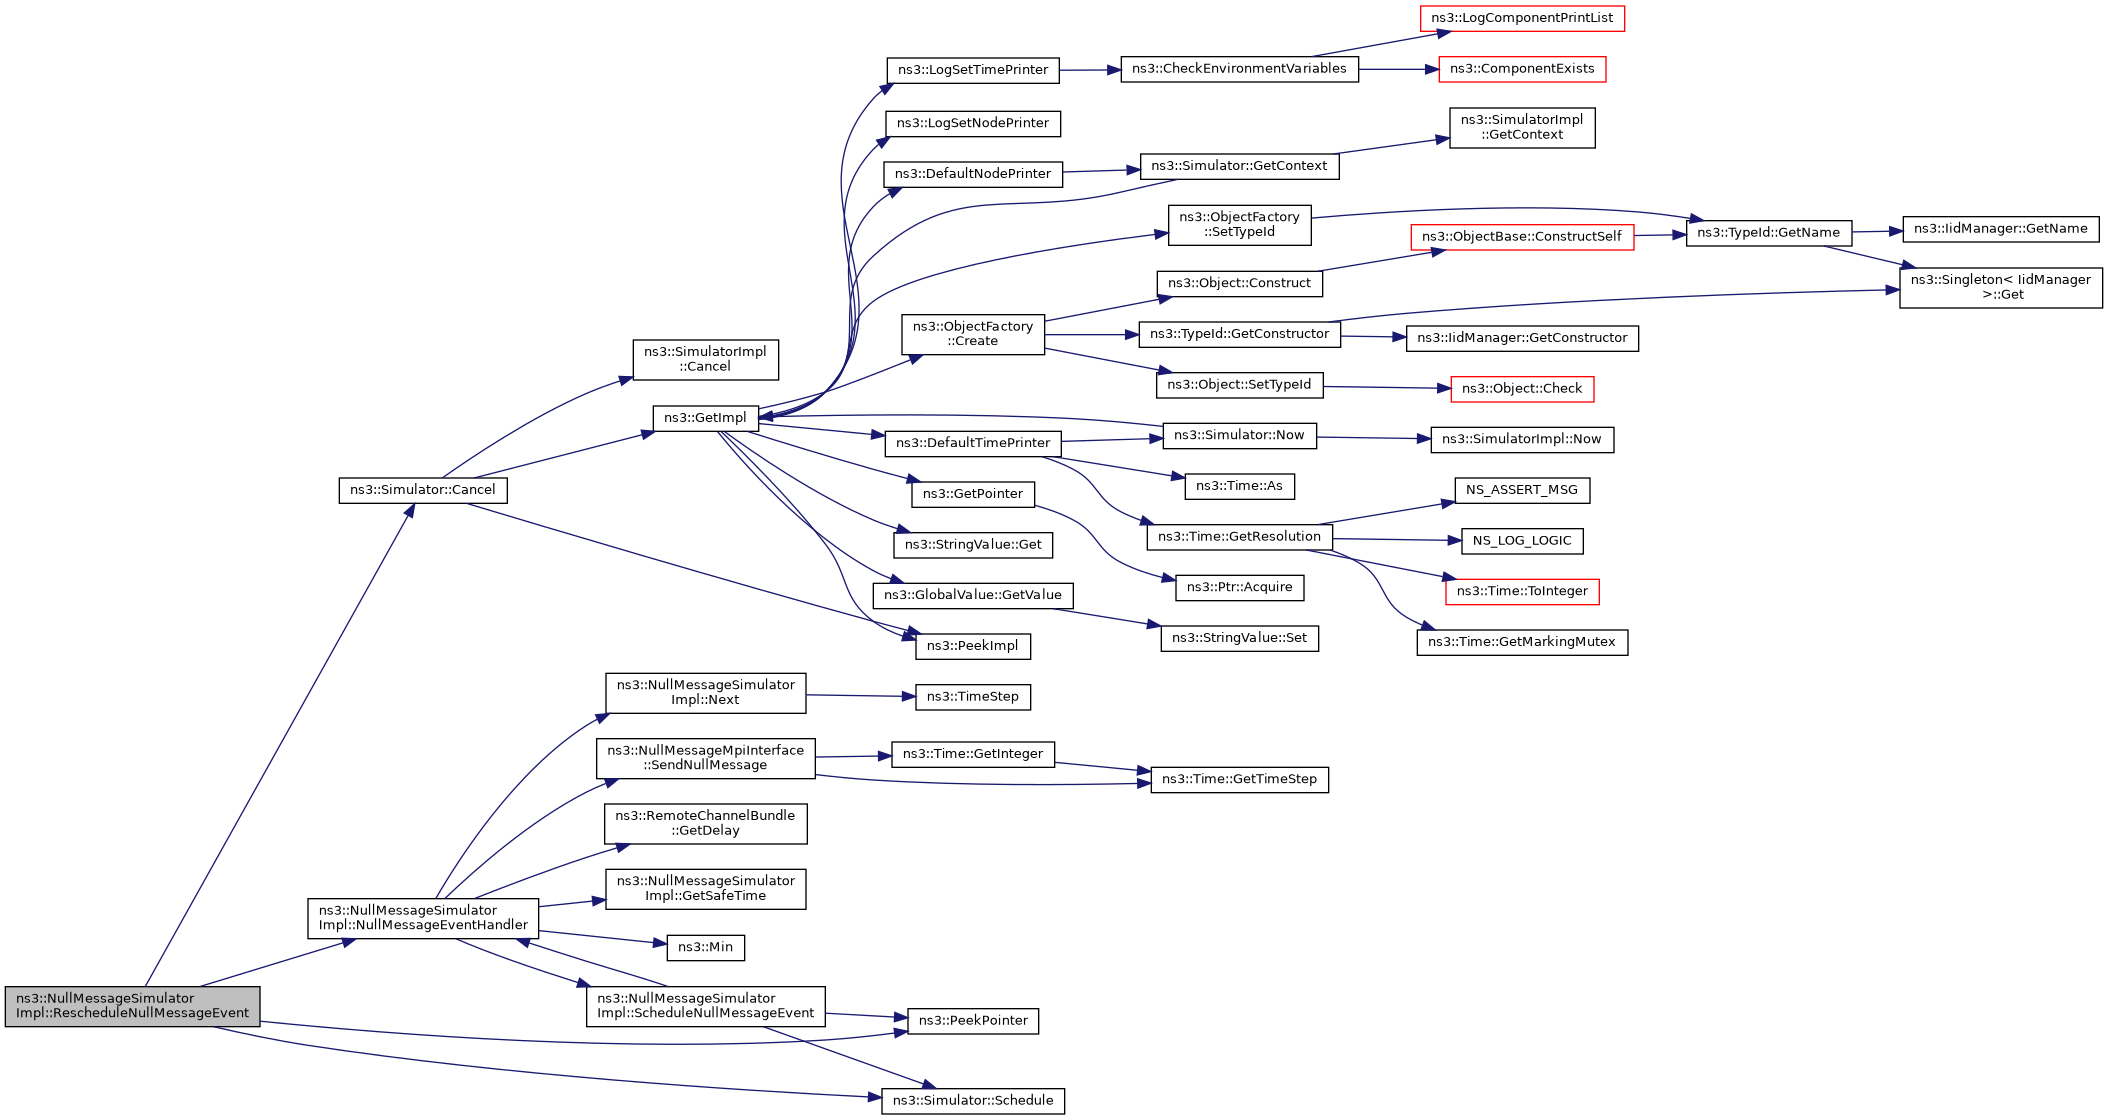 ns3::LogComponentPrintList
ns3::LogSetTimePrinter
ns3::CheckEnvironmentVariables
ns3::ComponentExists
ns3::LogSetNodePrinter
ns3::SimulatorImpl
::GetContext
ns3::DefaultNodePrinter
ns3::Simulator::GetContext
ns3::ObjectFactory
::SetTypeId
ns3::ObjectBase::ConstructSelf
ns3::TypeId::GetName
ns3::IidManager::GetName
ns3::Object::Construct
ns3::Singleton< IidManager
>::Get
ns3::ObjectFactory
::Create
ns3::TypeId::GetConstructor
ns3::IidManager::GetConstructor
ns3::SimulatorImpl
::Cancel
ns3::Object::SetTypeId
ns3::Object::Check
ns3::GetImpl
ns3::DefaultTimePrinter
ns3::Simulator::Now
ns3::SimulatorImpl::Now
ns3::Simulator::Cancel
ns3::GetPointer
ns3::Time::As
NS_ASSERT_MSG
ns3::StringValue::Get
ns3::Time::GetResolution
NS_LOG_LOGIC
ns3::GlobalValue::GetValue
ns3::Ptr::Acquire
ns3::Time::ToInteger
ns3::PeekImpl
ns3::StringValue::Set
ns3::Time::GetMarkingMutex
ns3::NullMessageSimulator
Impl::Next
ns3::TimeStep
ns3::NullMessageMpiInterface
::SendNullMessage
ns3::Time::GetInteger
ns3::Time::GetTimeStep
ns3::RemoteChannelBundle
::GetDelay
ns3::NullMessageSimulator
Impl::GetSafeTime
ns3::NullMessageSimulator
Impl::NullMessageEventHandler
ns3::Min
ns3::NullMessageSimulator
Impl::RescheduleNullMessageEvent
ns3::NullMessageSimulator
Impl::ScheduleNullMessageEvent
ns3::PeekPointer
ns3::Simulator::Schedule